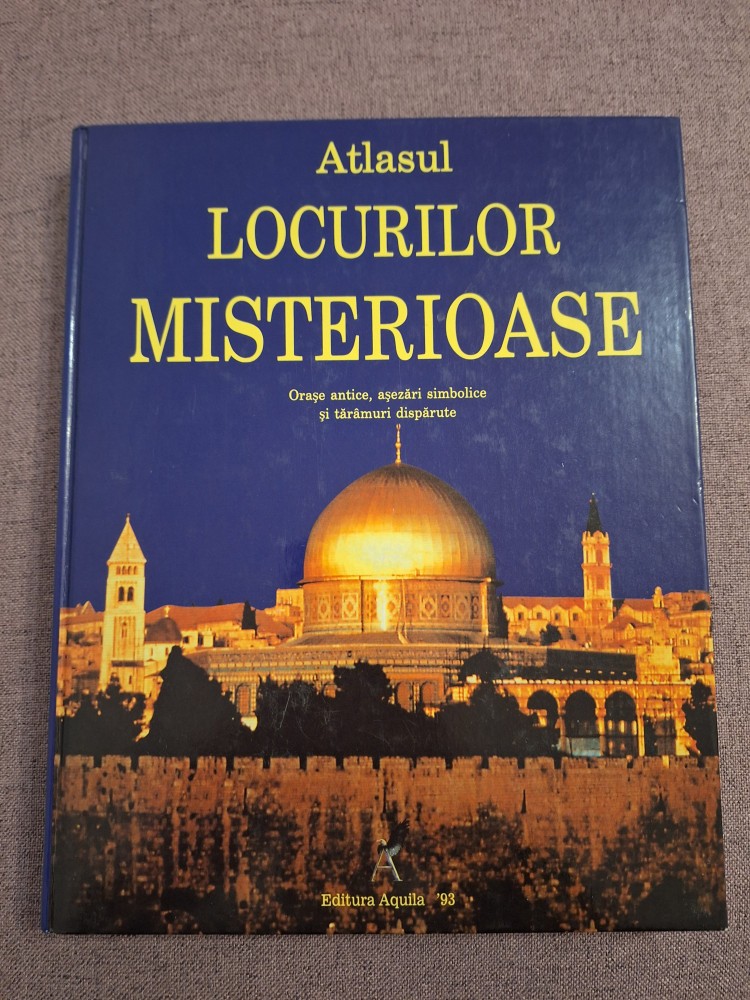 Atlasul
LOCURILOR
MISTERIOASE
Orașe antice, așezări simbolice
și tărâmuri dispărute
A
Editura Aquila '93